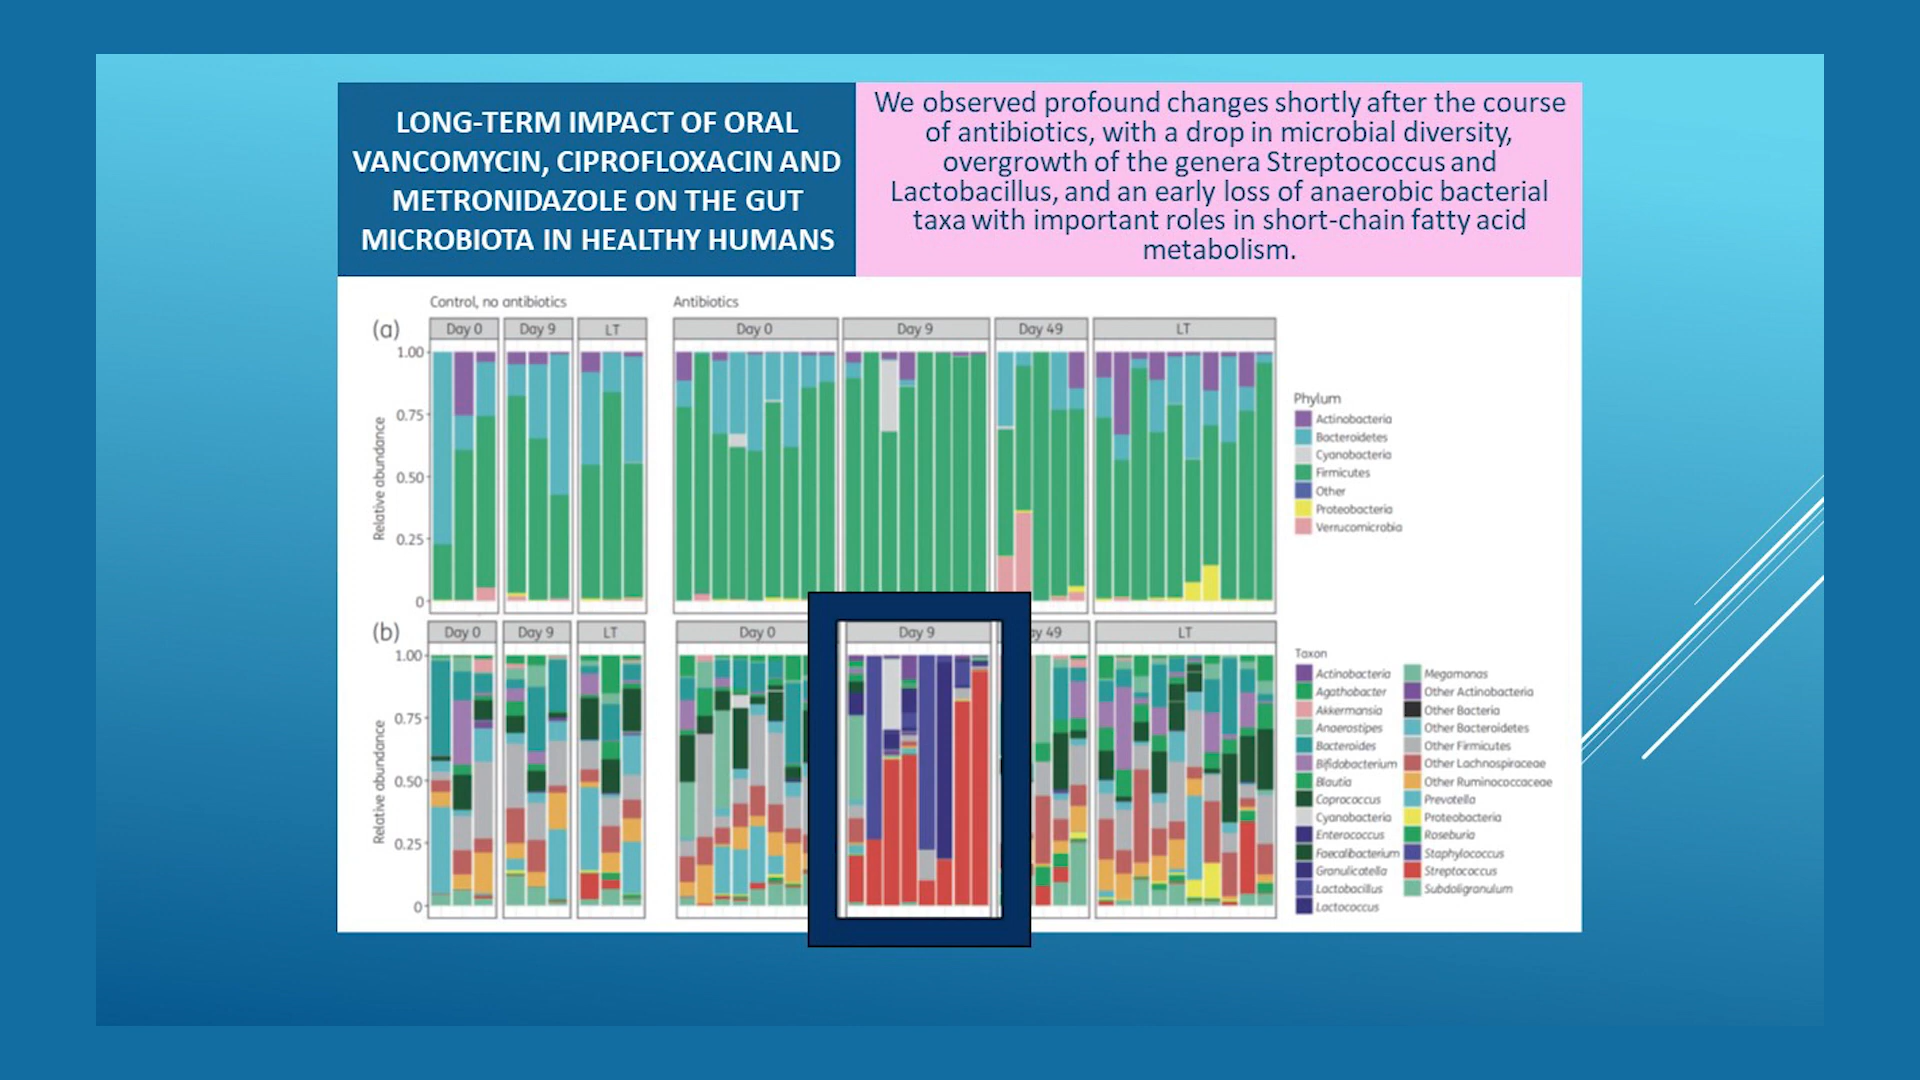 LONG-TERM IMPACT OF ORAL
VANCOMYCIN, CIPROFLOXACIN AND
METRONIDAZOLE ON THE GUT
MICROBIOTA IN HEALTHY HUMANS
We observed profound changes shortly after the course
of antibiotics, with a drop in microbial diversity,
overgrowth of the genera Streptococcus and
Lactobacillus, and an early loss of anaerobic bacterial
taxa with important roles in short-chain fatty acid
metabolism.
Control, no antibiotics
Antibiotics
(a)
Day 0
Day 9
LT
Day 0
Day 9
Day 49
LT
1.00
0.75
0.50
0.25
0
Relative abundance
Phylum
Actinobacteria
Bacteroidetes
Cyanobacteria
Firmicutes
Other
Proteobacteria
Verrucomicrobia
(b)
Day 0
Day 9
LT
Day 0
Day 9
ay 49
LT
1.00
0.75
0.50
0.25
0
Relative abundance
Taxon
Actinobacteria
Agathobacter
Akkermansia
Anaerostipes
Bacteroides
Bifidobacterium
Blautia
Coprococcus
Cyanobacteria
Enterococcus
Faecalibacterium
Granulicatella
Lactobacillus
Lactococcus
Megamonas
Other Actinobacteria
Other Bacteria
Other Bacteroidetes
Other Firmicutes
Other Lachnospiraceae
Other Ruminococcaceae
Prevotella
Proteobacteria
Roseburia
Staphylococcus
Streptococcus
Subdoligranulum